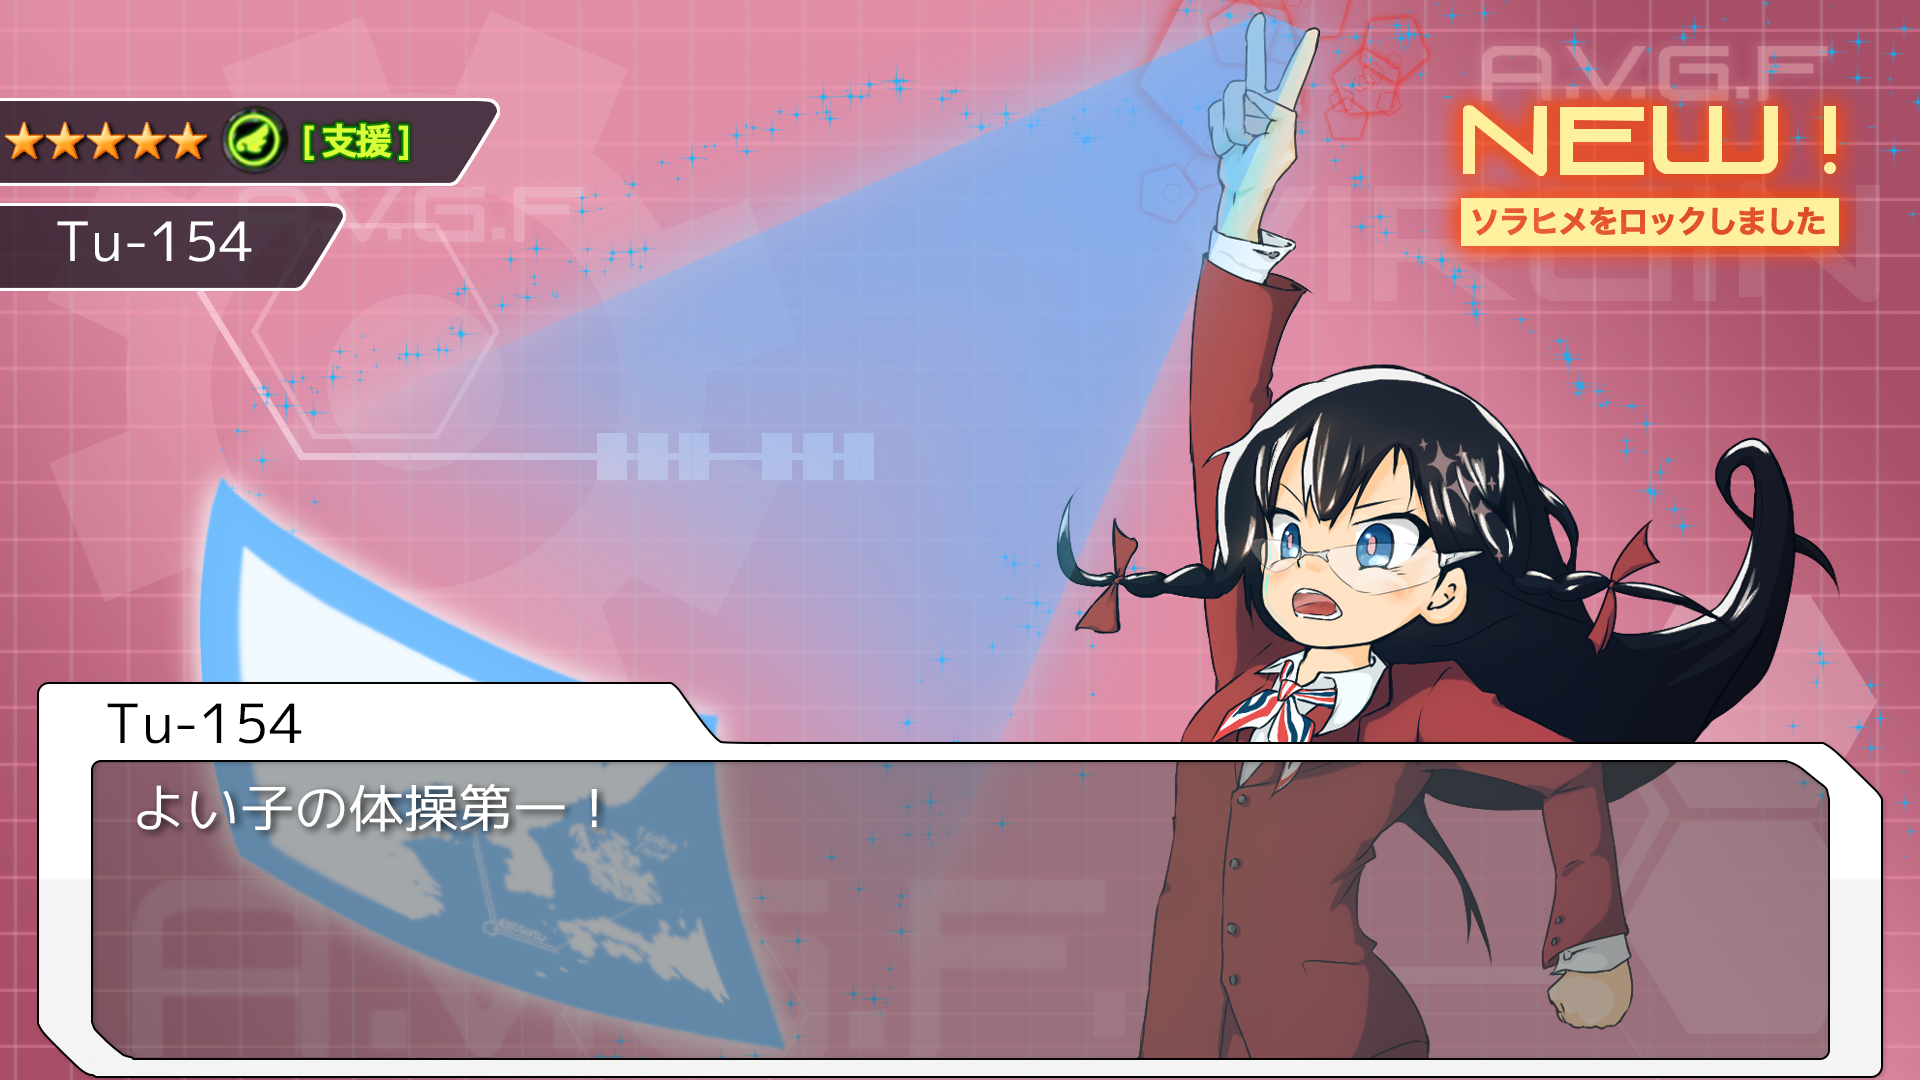 A.V.G.F
NEW!
ソラヒメをロックしました
★★★★★ [支援]
A.V.G.F
Tu-154
Tu-154
よい子の体操第一!
A.V.G.F.